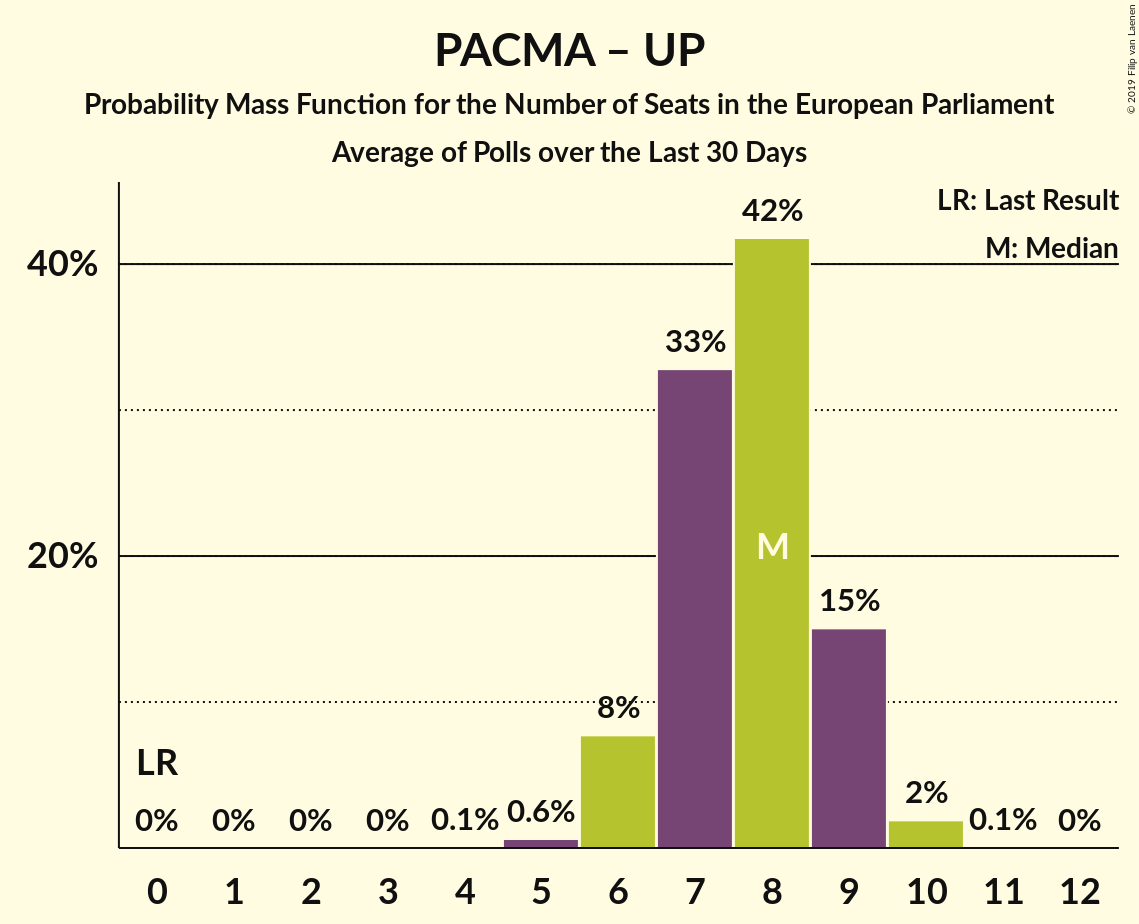 PACMA – UP
Probability Mass Function for the Number of Seats in the European Parliament
Average of Polls over the Last 30 Days
© 2019 Filip van Laenen
LR: Last Result
M: Median
40%
20%
LR
M
0%
0%
0%
0%
0.1%
0.6%
8%
33%
42%
15%
2%
0.1%
0%
0 1 2 3 4 5 6 7 8 9 10 11 12